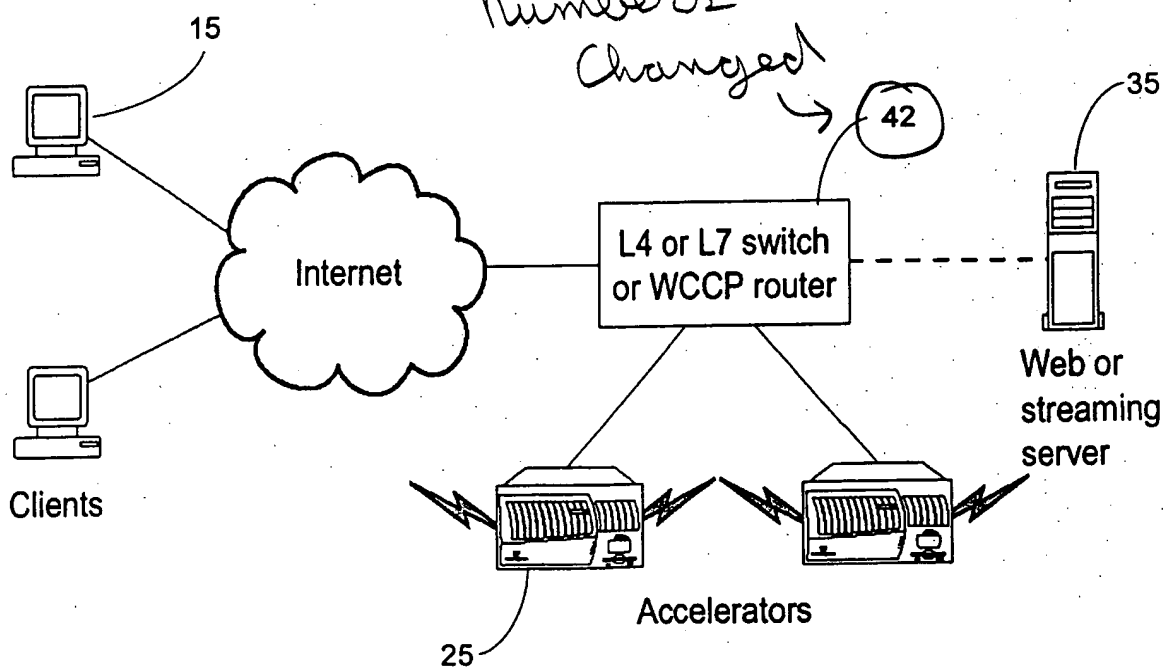 15
Changed
42
35
L4 or L7 switch
or WCCP router
Internet
Web or
streaming
server
Clients
Accelerators
25